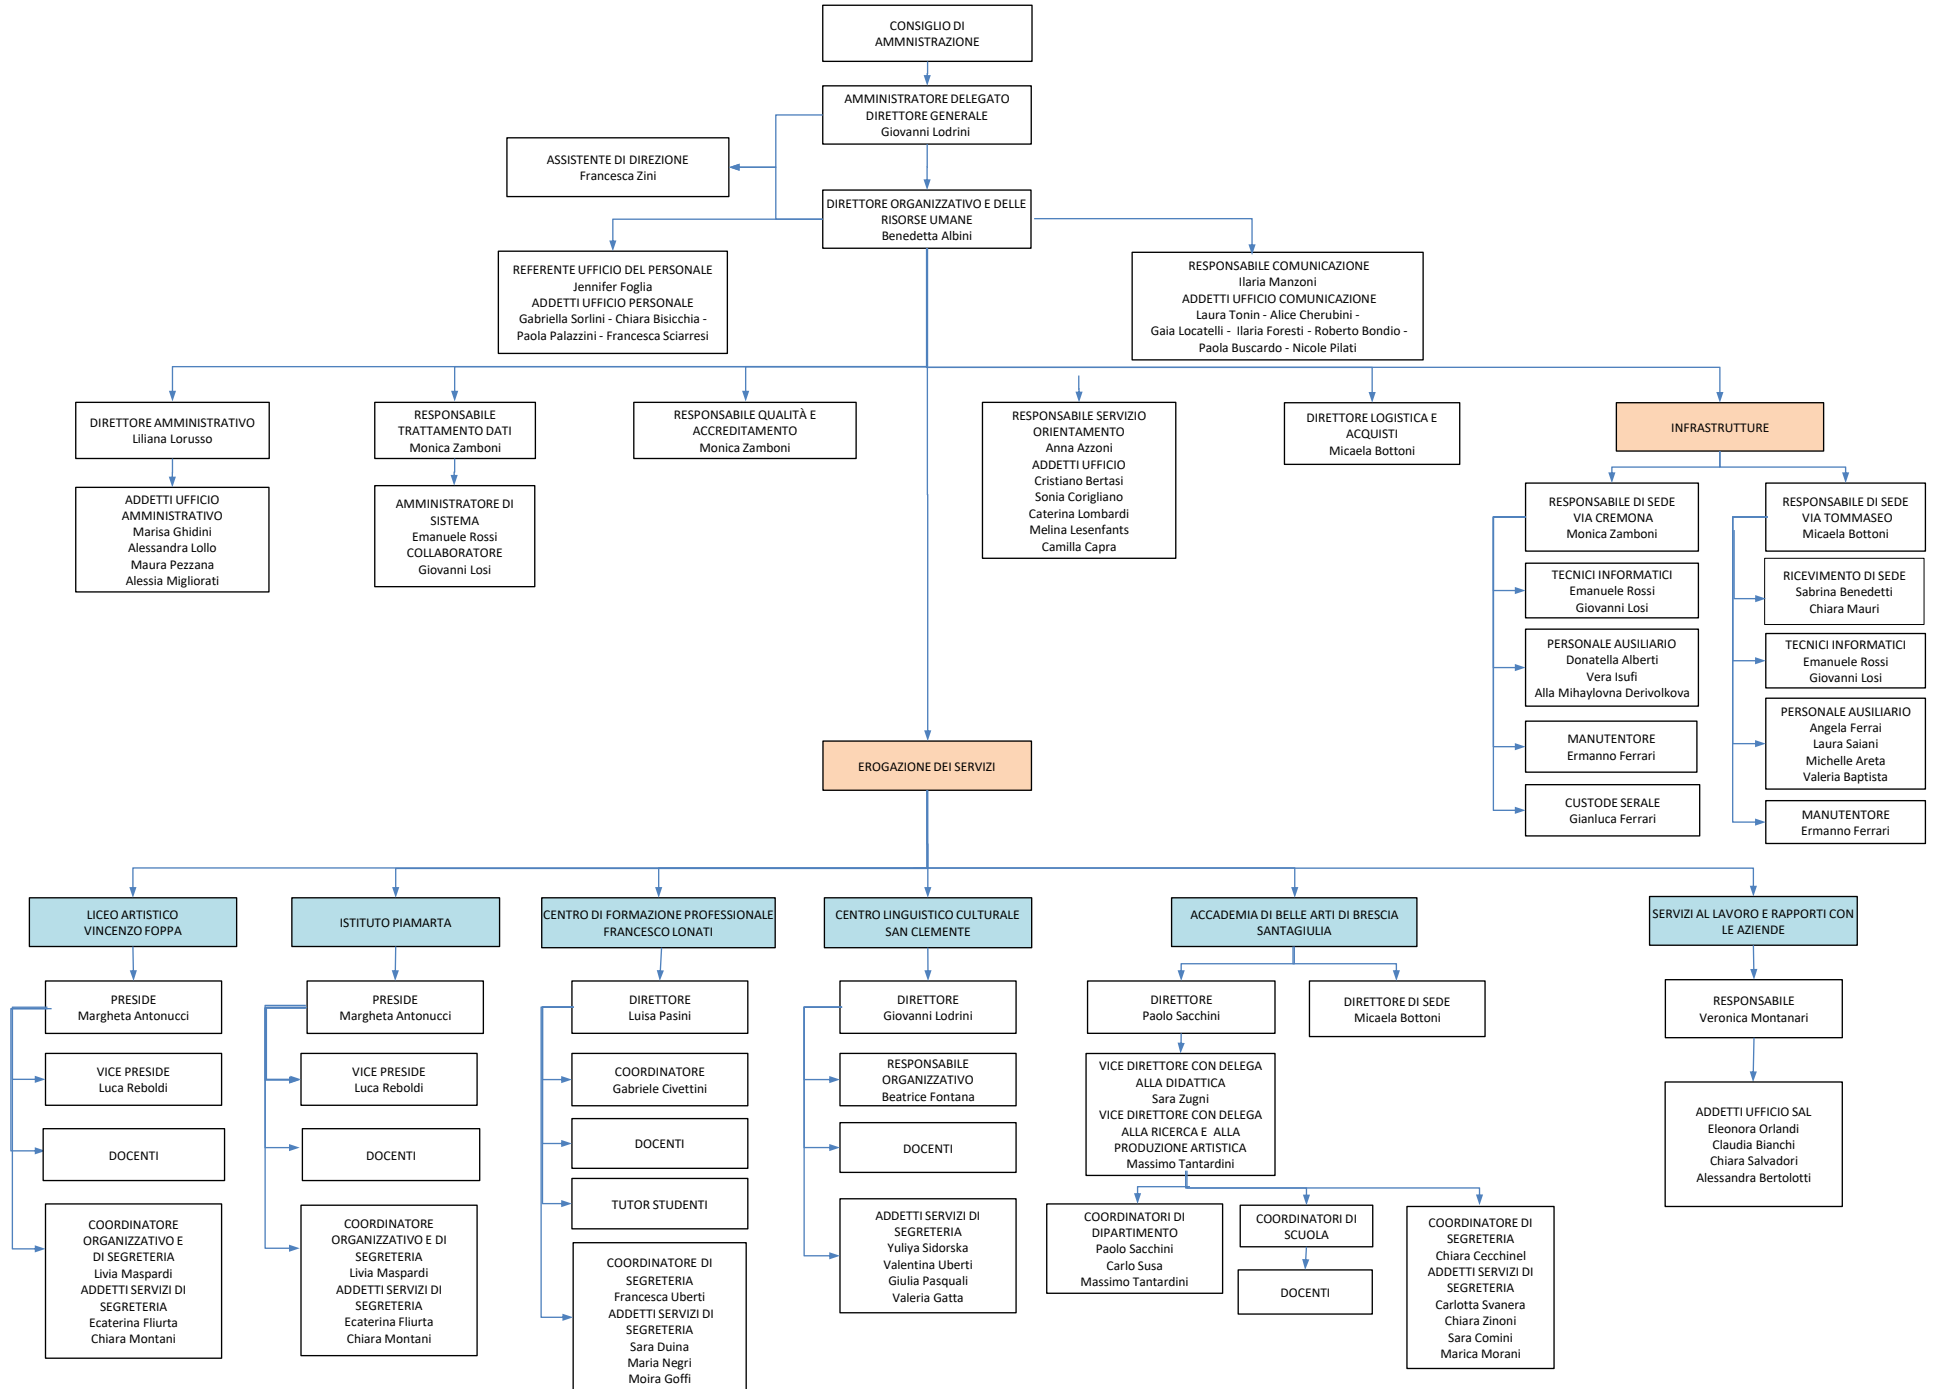 CONSIGLIO DI
AMMNISTRAZIONE
AMMINISTRATORE DELEGATO
DIRETTORE GENERALE
Giovanni Lodrini
ASSISTENTE DI DIREZIONE
Francesca Zini
DIRETTORE ORGANIZZATIVO E DELLE
RISORSE UMANE
Benedetta Albini
REFERENTE UFFICIO DEL PERSONALE
Jennifer Foglia
ADDETTI UFFICIO PERSONALE
Gabriella Sorlini - Chiara Bisicchia -
Paola Palazzini - Francesca Sciarresi
RESPONSABILE COMUNICAZIONE
Ilaria Manzoni
ADDETTI UFFICIO COMUNICAZIONE
Laura Tonin - Alice Cherubini -
Gaia Locatelli - Ilaria Foresti - Roberto Bondio -
Paola Buscardo - Nicole Pilati
DIRETTORE AMMINISTRATIVO
Liliana Lorusso
ADDETTI UFFICIO
AMMINISTRATIVO
Marisa Ghidini
Alessandra Lollo
Maura Pezzana
Alessia Migliorati
RESPONSABILE
TRATTAMENTO DATI
Monica Zamboni
AMMINISTRATORE DI
SISTEMA
Emanuele Rossi
COLLABORATORE
Giovanni Losi
RESPONSABILE QUALITÀ E
ACCREDITAMENTO
Monica Zamboni
RESPONSABILE SERVIZIO
ORIENTAMENTO
Anna Azzoni
ADDETTI UFFICIO
Cristiano Bertasi
Sonia Corigliano
Caterina Lombardi
Melina Lesenfants
Camilla Capra
DIRETTORE LOGISTICA E
ACQUISTI
Micaela Bottoni
INFRASTRUTTURE
RESPONSABILE DI SEDE
VIA CREMONA
Monica Zamboni
TECNICI INFORMATICI
Emanuele Rossi
Giovanni Losi
PERSONALE AUSILIARIO
Donatella Alberti
Vera Isufi
Alla Mihaylovna Derivolkova
MANUTENTORE
Ermanno Ferrari
CUSTODE SERALE
Gianluca Ferrari
RESPONSABILE DI SEDE
VIA TOMMASEO
Micaela Bottoni
RICEVIMENTO DI SEDE
Sabrina Benedetti
Chiara Mauri
TECNICI INFORMATICI
Emanuele Rossi
Giovanni Losi
PERSONALE AUSILIARIO
Angela Ferrai
Laura Saiani
Michelle Areta
Valeria Baptista
MANUTENTORE
Ermanno Ferrari
EROGAZIONE DEI SERVIZI
LICEO ARTISTICO
VINCENZO FOPPA
PRESIDE
Margheta Antonucci
VICE PRESIDE
Luca Reboldi
DOCENTI
COORDINATORE
ORGANIZZATIVO E
DI SEGRETERIA
Livia Maspardi
ADDETTI SERVIZI DI
SEGRETERIA
Ecaterina Fliurta
Chiara Montani
ISTITUTO PIAMARTA
PRESIDE
Margheta Antonucci
VICE PRESIDE
Luca Reboldi
DOCENTI
COORDINATORE
ORGANIZZATIVO E DI
SEGRETERIA
Livia Maspardi
ADDETTI SERVIZI DI
SEGRETERIA
Ecaterina Fliurta
Chiara Montani
CENTRO DI FORMAZIONE PROFESSIONALE
FRANCESCO LONATI
DIRETTORE
Luisa Pasini
COORDINATORE
Gabriele Civettini
DOCENTI
TUTOR STUDENTI
COORDINATORE DI
SEGRETERIA
Francesca Uberti
ADDETTI SERVIZI DI
SEGRETERIA
Sara Duina
Maria Negri
Moira Goffi
CENTRO LINGUISTICO CULTURALE
SAN CLEMENTE
DIRETTORE
Giovanni Lodrini
RESPONSABILE
ORGANIZZATIVO
Beatrice Fontana
DOCENTI
ADDETTI SERVIZI DI
SEGRETERIA
Yuliya Sidorska
Valentina Uberti
Giulia Pasquali
Valeria Gatta
ACCADEMIA DI BELLE ARTI DI BRESCIA
SANTAGIULIA
DIRETTORE
Paolo Sacchini
DIRETTORE DI SEDE
Micaela Bottoni
VICE DIRETTORE CON DELEGA
ALLA DIDATTICA
Sara Zugni
VICE DIRETTORE CON DELEGA
ALLA RICERCA E ALLA
PRODUZIONE ARTISTICA
Massimo Tantardini
COORDINATORI DI
DIPARTIMENTO
Paolo Sacchini
Carlo Susa
Massimo Tantardini
COORDINATORI DI
SCUOLA
DOCENTI
COORDINATORE DI
SEGRETERIA
Chiara Cecchinel
ADDETTI SERVIZI DI
SEGRETERIA
Carlotta Svanera
Chiara Zinoni
Sara Comini
Marica Morani
SERVIZI AL LAVORO E RAPPORTI CON
LE AZIENDE
RESPONSABILE
Veronica Montanari
ADDETTI UFFICIO SAL
Eleonora Orlandi
Claudia Bianchi
Chiara Salvadori
Alessandra Bertolotti